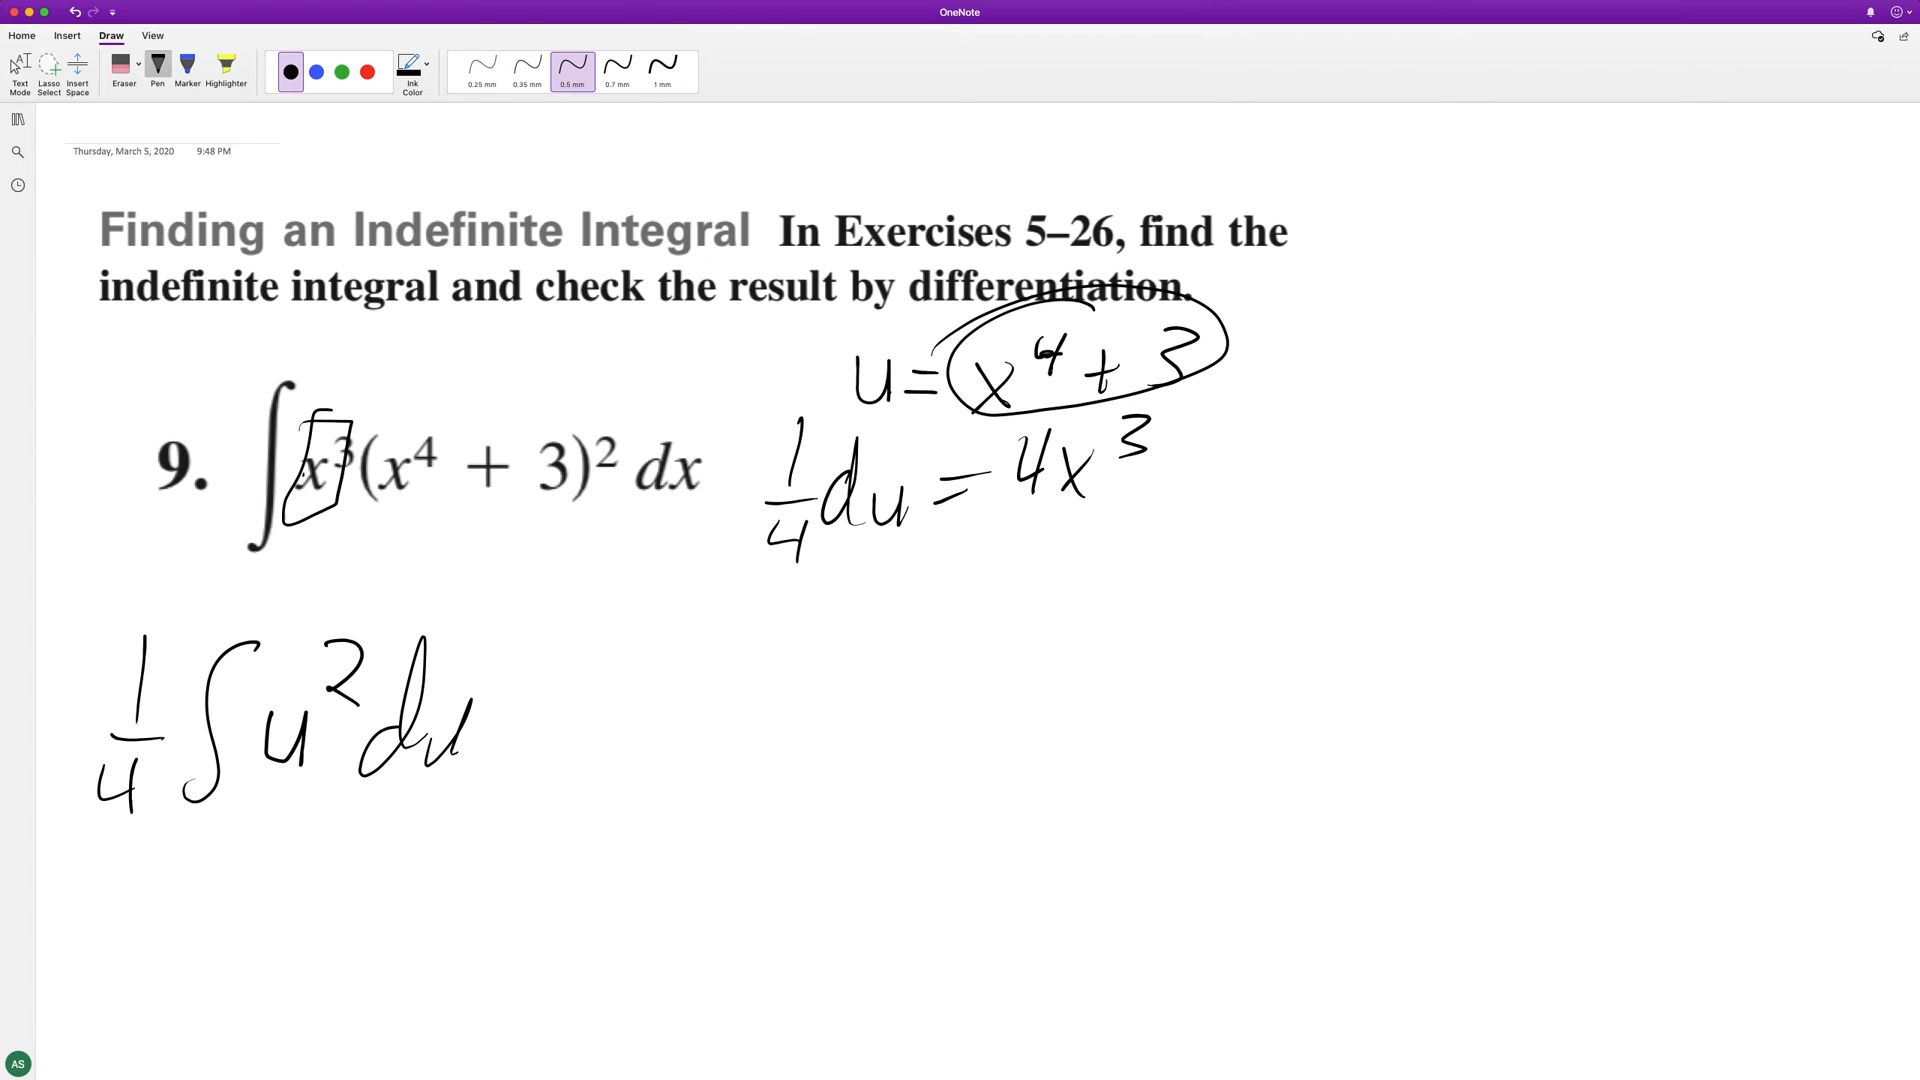 OneNote
Home Insert Draw View
Text Mode Lasso Select Insert Space Eraser Pen Marker Highlighter Ink Color 0.25 mm 0.35 mm 0.5 mm 0.7 mm 1 mm
Thursday, March 5, 2020 9:48 PM
Finding an Indefinite Integral In Exercises 5–26, find the
indefinite integral and check the result by differentiation.
u = x⁴ + 3
9. ∫ x³(x⁴ + 3)² dx
1/4 du = 4x³
1/4 ∫ u² du
AS